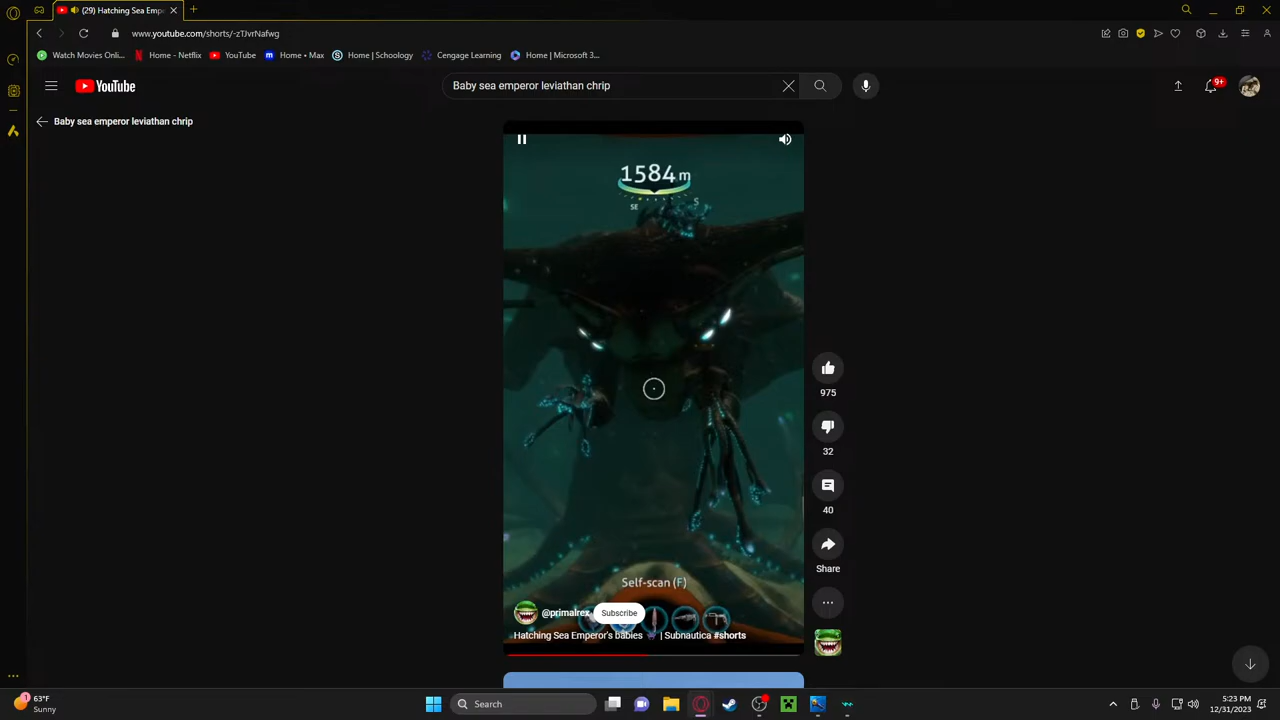 (29) Hatching Sea Empe
www.youtube.com/shorts/-zTJvrNafwg
Watch Movies Onli... Home - Netflix YouTube Home • Max Home | Schoology Cengage Learning Home | Microsoft 3...
YouTube
Baby sea emperor leviathan chrip
9+
Baby sea emperor leviathan chrip
1584 m
SE S
975
32
40
Share
Self-scan (F)
@primalrex Subscribe
Hatching Sea Emperor's babies | Subnautica #shorts
1
63°F
Sunny
Search
5:23 PM
12/31/2023